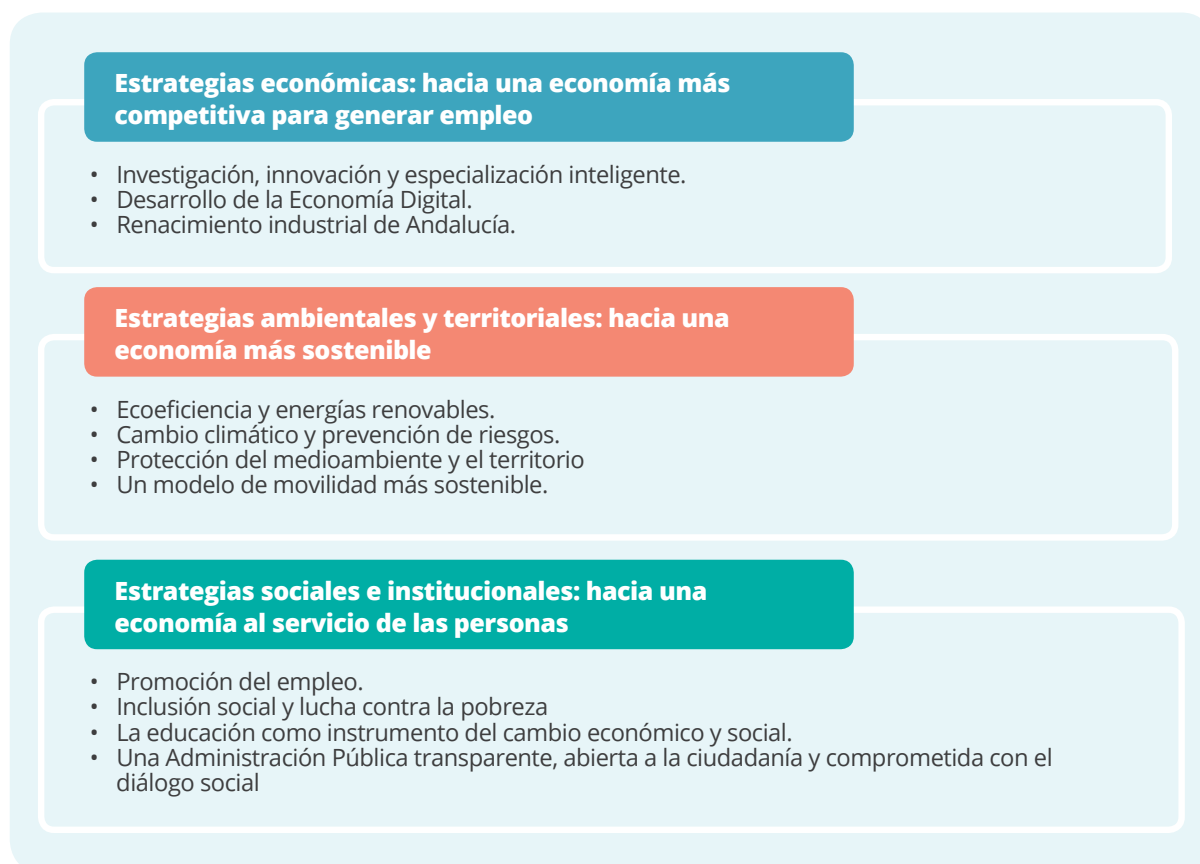 Estrategias económicas: hacia una economía más
competitiva para generar empleo
• Investigación, innovación y especialización inteligente.
• Desarrollo de la Economía Digital.
• Renacimiento industrial de Andalucía.
Estrategias ambientales y territoriales: hacia una
economía más sostenible
• Ecoeficiencia y energías renovables.
• Cambio climático y prevención de riesgos.
• Protección del medioambiente y el territorio
• Un modelo de movilidad más sostenible.
Estrategias sociales e institucionales: hacia una
economía al servicio de las personas
• Promoción del empleo.
• Inclusión social y lucha contra la pobreza
• La educación como instrumento del cambio económico y social.
• Una Administración Pública transparente, abierta a la ciudadanía y comprometida con el
diálogo social